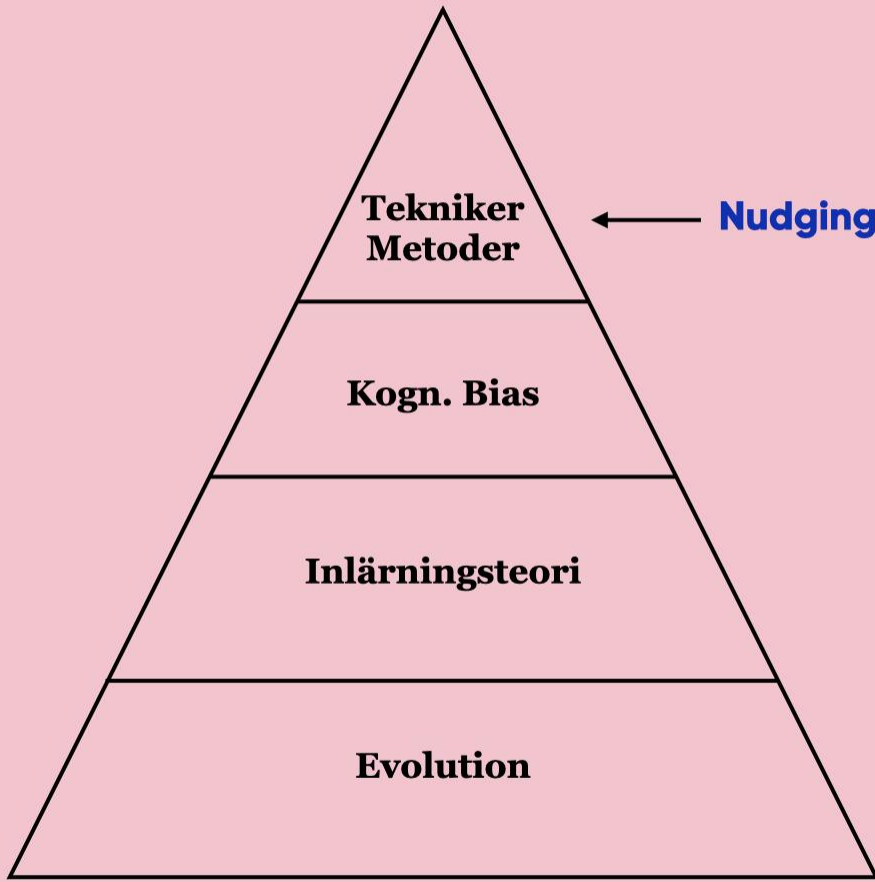 Tekniker
Metoder
Nudging
Kogn. Bias
Inlärningsteori
Evolution